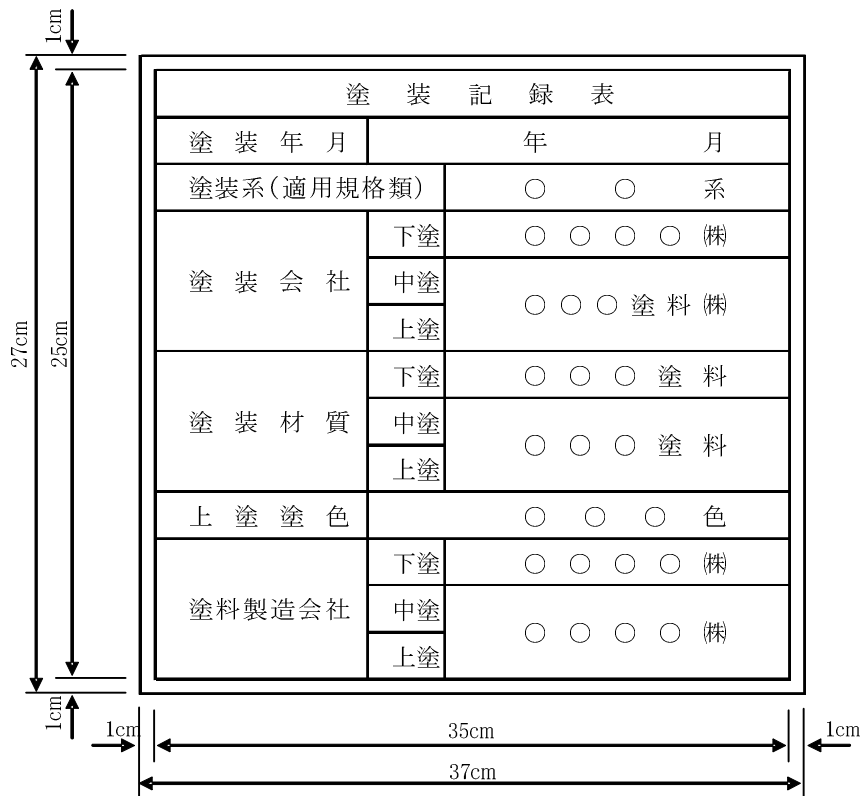 1cm
塗装記録表
塗装年月 年 月
塗装系(適用規格類) ○ ○ 系
下塗 ○○○○㈱
塗装会社 中塗 ○○○塗料㈱
上塗
下塗 ○○○塗料
塗装材質 中塗 ○○○塗料
上塗
上塗塗色 ○○○色
下塗 ○○○○㈱
塗料製造会社 中塗 ○○○○㈱
上塗
27cm
25cm
1cm
1cm 35cm 1cm
37cm